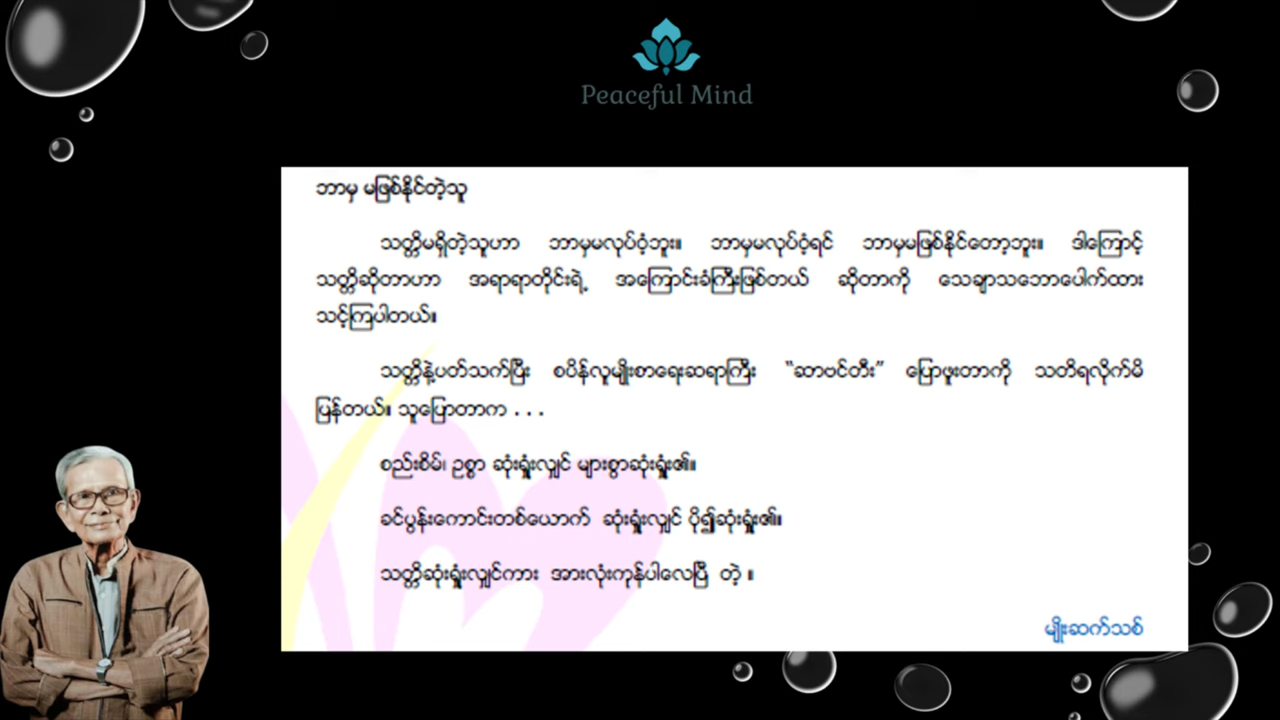 Peaceful Mind
ဘာမှ မဖြစ်နိုင်တဲ့သူ
သတ္တိမရှိတဲ့သူဟာ ဘာမှမလုပ်ဝံ့ဘူး။ ဘာမှမလုပ်ဝံ့ရင် ဘာမှမဖြစ်နိုင်တော့ဘူး။ ဒါကြောင့်
သတ္တိဆိုတာဟာ အရာရာတိုင်းရဲ့ အကြောင်းခံကြီးဖြစ်တယ် ဆိုတာကို သေချာသဘောပေါက်ထား
သင့်ကြပါတယ်။
သတ္တိနဲ့ပတ်သက်ပြီး စပိန်လူမျိုးစာရေးဆရာကြီး "ဆာဗင်တီး" ပြောဖူးတာကို သတိရလိုက်မိ
ပြန်တယ်။ သူပြောတာက . . .
စည်းစိမ်၊ ဥစ္စာ ဆုံးရှုံးလျှင် များစွာဆုံးရှုံး၏။
ခင်ပွန်းကောင်းတစ်ယောက် ဆုံးရှုံးလျှင် ပို၍ဆုံးရှုံး၏။
သတ္တိဆုံးရှုံးလျှင်ကား အားလုံးကုန်ပါလေပြီ တဲ့ ။
မျိုးဆက်သစ်